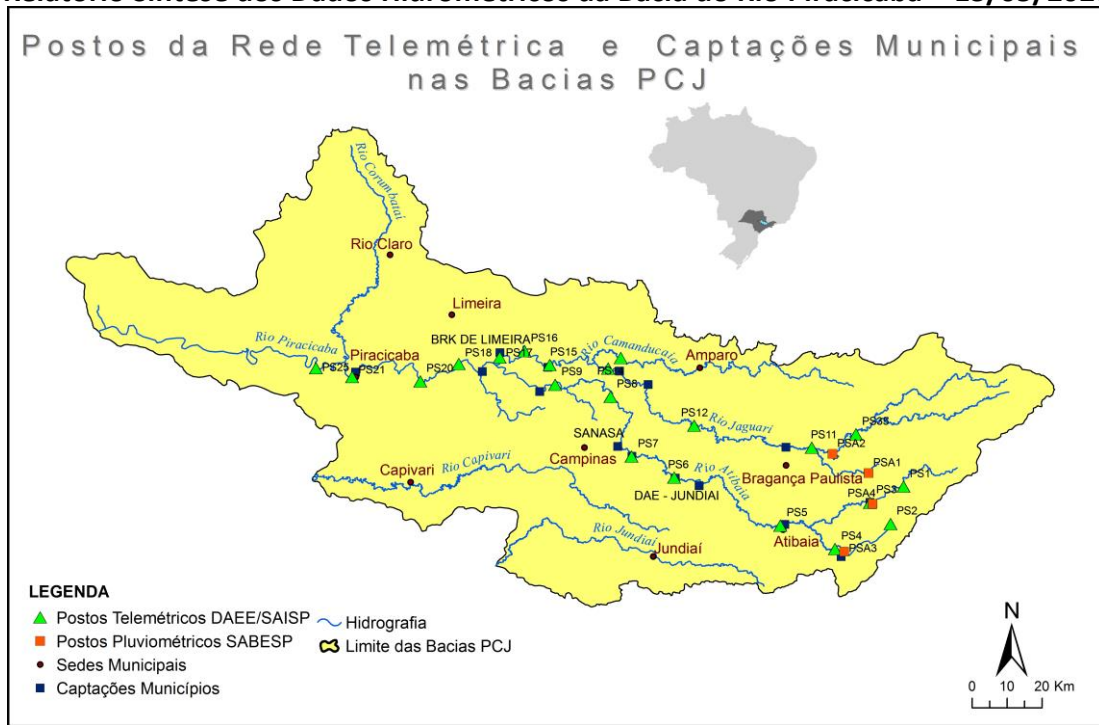 Postos da Rede Telemétrica e Captações Municipais
nas Bacias PCJ
Rio Corumbataí
Rio Claro
Limeira
BRK DE LIMEIRA
PS16
Rio Piracicaba
Piracicaba
PS18
PS17
PS15
Rio Camanducaia
Amparo
PS21
PS20
PS9
PS8
PS12
Rio Jaguari
PS11
PSA2
PSA1
SANASA
Campinas
PS7
PS6
Rio Atibaia
Bragança Paulista
PS1
PSA4
PS3
PS2
DAE - JUNDIAI
Capivari
Rio Capivari
PS5
Atibaia
PS4
PSA3
Rio Jundiaí
Jundiaí
LEGENDA
Postos Telemétricos DAEE/SAISP
Hidrografia
Postos Pluviométricos SABESP
Limite das Bacias PCJ
Sedes Municipais
Captações Municípios
N
0 10 20 Km